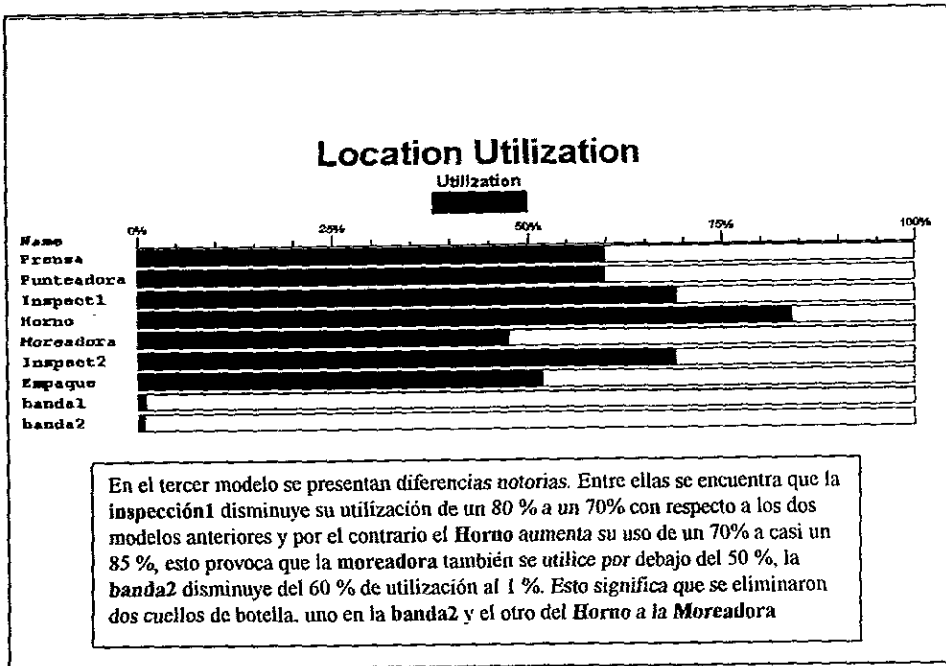 Location Utilization
Utilization
0% 25% 50% 75% 100%
Name
Prensa
Punteadora
Inspect1
Horno
Moreadora
Inspect2
Empaque
banda1
banda2
En el tercer modelo se presentan diferencias notorias. Entre ellas se encuentra que la
inspección1 disminuye su utilización de un 80 % a un 70% con respecto a los dos
modelos anteriores y por el contrario el Horno aumenta su uso de un 70% a casi un
85 %, esto provoca que la moreadora también se utilice por debajo del 50 %, la
banda2 disminuye del 60 % de utilización al 1 %. Esto significa que se eliminaron
dos cuellos de botella. uno en la banda2 y el otro del Horno a la Moreadora